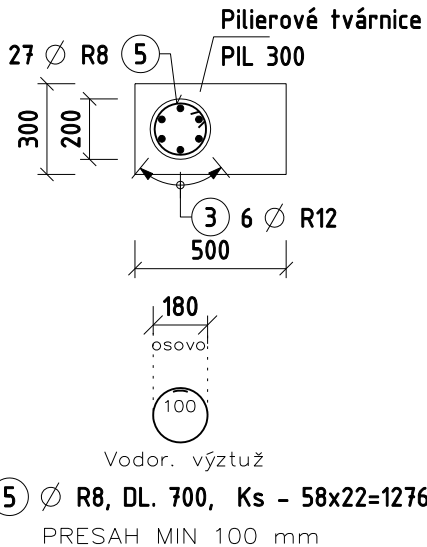 Pilierové tvárnice
27 ∅ R8 5 PIL 300
300
200
3 6 ∅ R12
500
180
osovo
100
Vodor. výztuž
5 ∅ R8, DL. 700, Ks - 58x22=1276
PRESAH MIN 100 mm